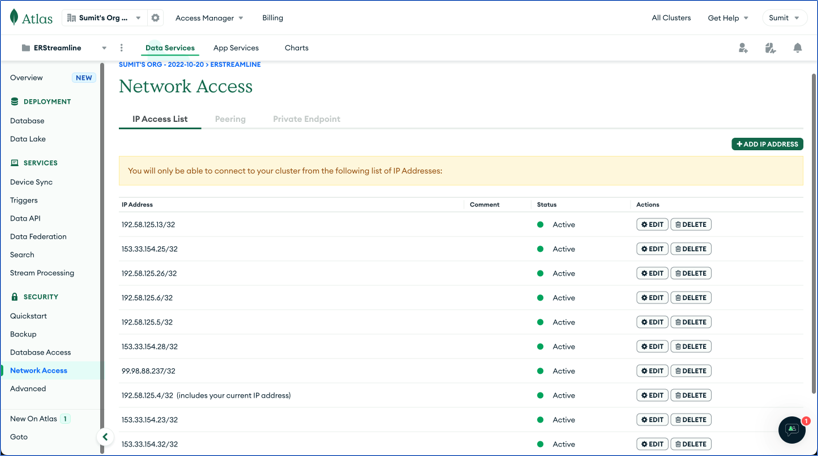 Atlas
Sumit's Org ...
Access Manager
Billing
All Clusters
Get Help
Sumit
ERStreamline
Data Services
App Services
Charts
Overview
NEW
DEPLOYMENT
Database
Data Lake
SERVICES
Device Sync
Triggers
Data API
Data Federation
Search
Stream Processing
SECURITY
Quickstart
Backup
Database Access
Network Access
Advanced
New On Atlas 1
Goto
SUMIT'S ORG - 2022-10-20 > ERSTREAMLINE
Network Access
IP Access List
Peering
Private Endpoint
+ ADD IP ADDRESS
You will only be able to connect to your cluster from the following list of IP Addresses:
IP Address Comment Status Actions
192.58.125.13/32 Active EDIT DELETE
153.33.154.25/32 Active EDIT DELETE
192.58.125.26/32 Active EDIT DELETE
192.58.125.6/32 Active EDIT DELETE
192.58.125.5/32 Active EDIT DELETE
153.33.154.28/32 Active EDIT DELETE
99.98.88.237/32 Active EDIT DELETE
192.58.125.4/32 (includes your current IP address) Active EDIT DELETE
153.33.154.23/32 Active EDIT DELETE
153.33.154.32/32 Active EDIT DELETE
1